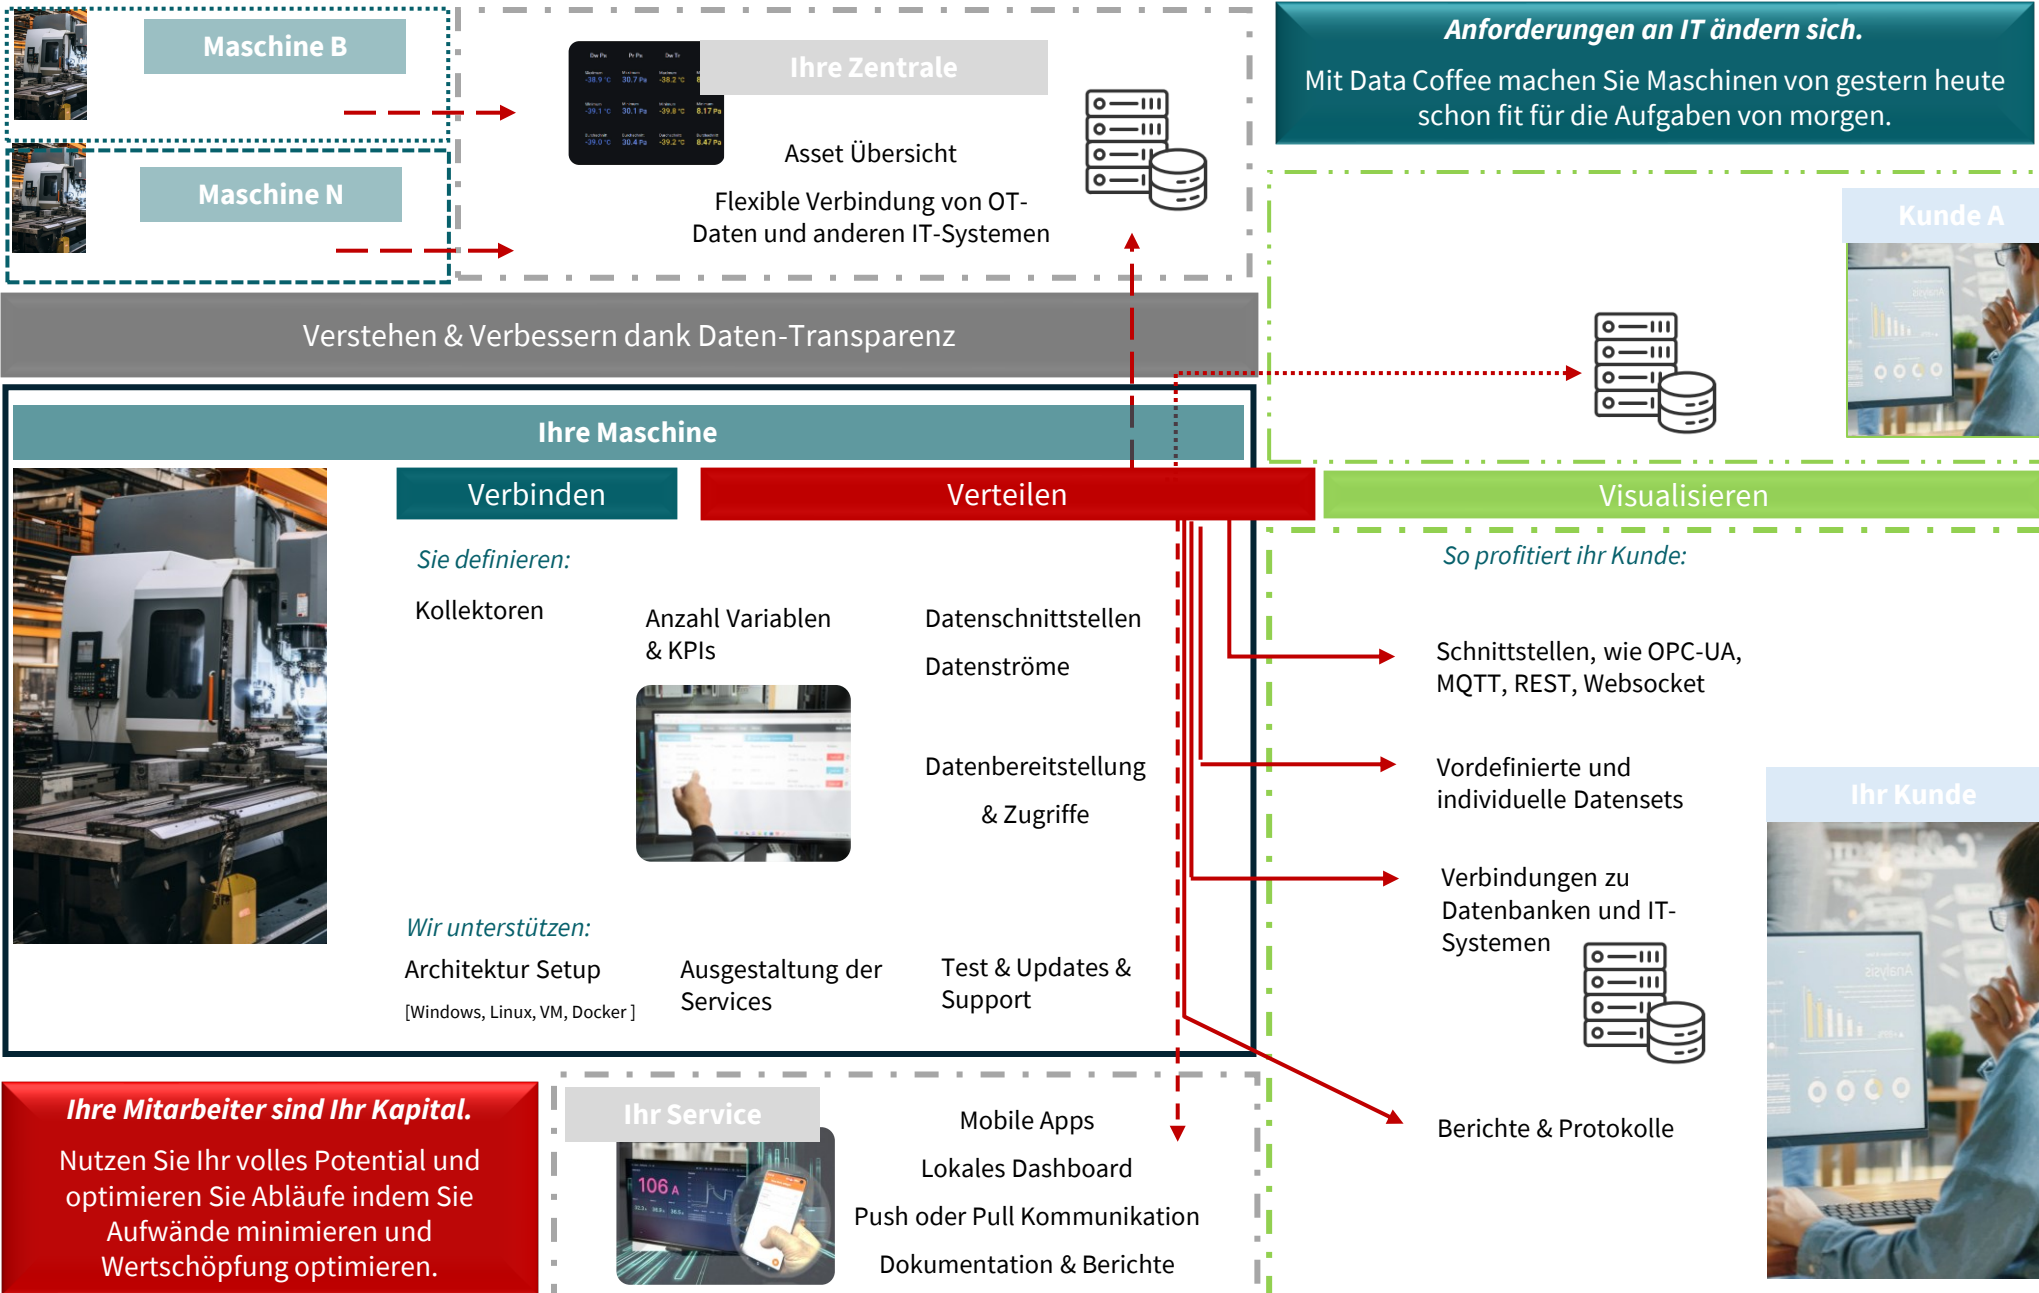 Maschine B
Maschine N
Ihre Zentrale
Asset Übersicht
Flexible Verbindung von OT-
Daten und anderen IT-Systemen
Anforderungen an IT ändern sich.
Mit Data Coffee machen Sie Maschinen von gestern heute
schon fit für die Aufgaben von morgen.
Kunde A
Verstehen & Verbessern dank Daten-Transparenz
Ihre Maschine
Verbinden
Verteilen
Visualisieren
Sie definieren:
Kollektoren
Anzahl Variablen
& KPIs
Datenschnittstellen
Datenströme
Datenbereitstellung
& Zugriffe
Wir unterstützen:
Architektur Setup
[Windows, Linux, VM, Docker ]
Ausgestaltung der
Services
Test & Updates &
Support
So profitiert ihr Kunde:
Schnittstellen, wie OPC-UA,
MQTT, REST, Websocket
Vordefinierte und
individuelle Datensets
Verbindungen zu
Datenbanken und IT-
Systemen
Berichte & Protokolle
Ihr Kunde
Ihre Mitarbeiter sind Ihr Kapital.
Nutzen Sie Ihr volles Potential und
optimieren Sie Abläufe indem Sie
Aufwände minimieren und
Wertschöpfung optimieren.
Ihr Service
106 A
Mobile Apps
Lokales Dashboard
Push oder Pull Kommunikation
Dokumentation & Berichte